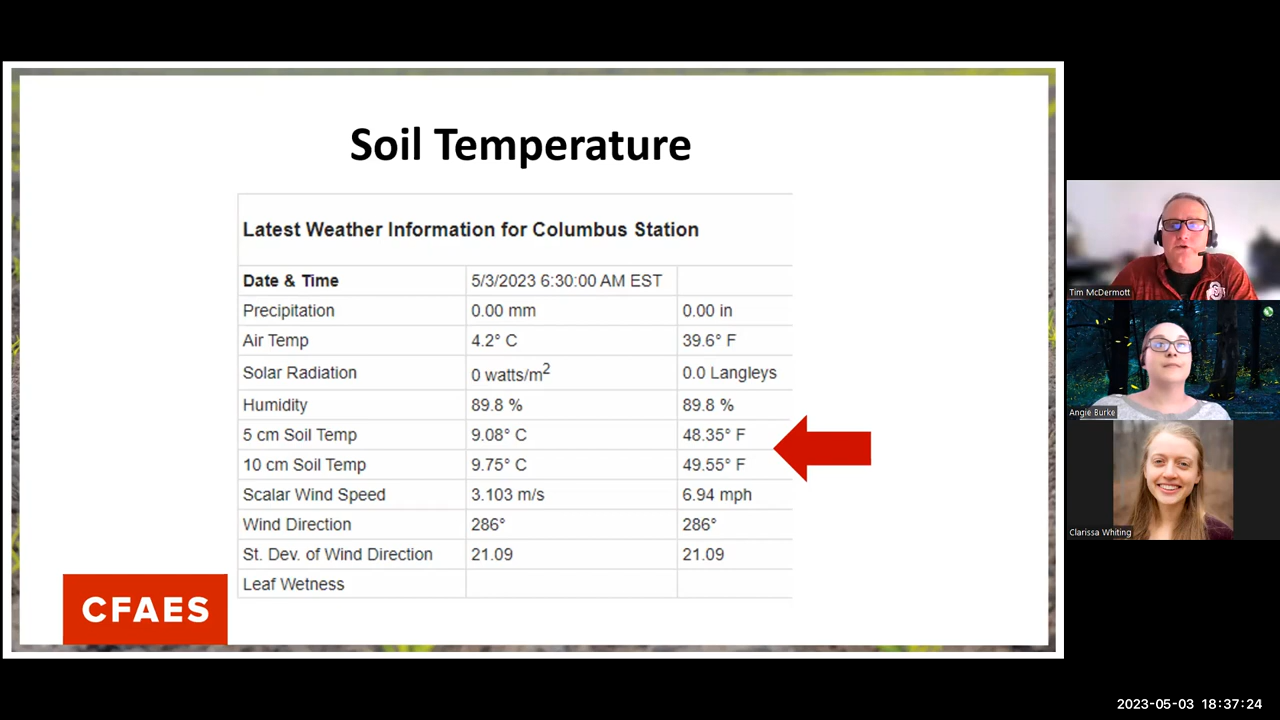 Soil Temperature
Latest Weather Information for Columbus Station
Date & Time 5/3/2023 6:30:00 AM EST
Precipitation 0.00 mm 0.00 in
Air Temp 4.2° C 39.6° F
Solar Radiation 0 watts/m² 0.0 Langleys
Humidity 89.8 % 89.8 %
5 cm Soil Temp 9.08° C 48.35° F
10 cm Soil Temp 9.75° C 49.55° F
Scalar Wind Speed 3.103 m/s 6.94 mph
Wind Direction 286° 286°
St. Dev. of Wind Direction 21.09 21.09
Leaf Wetness
CFAES
Tim McDermott
Angie Burke
Clarissa Whiting
2023-05-03 18:37:24